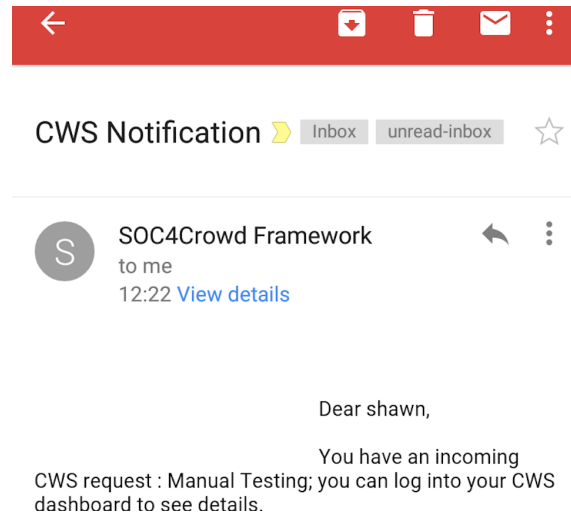 CWS Notification Inbox unread-inbox
S
SOC4Crowd Framework
to me
12:22 View details
Dear shawn,
You have an incoming
CWS request : Manual Testing; you can log into your CWS
dashboard to see details.